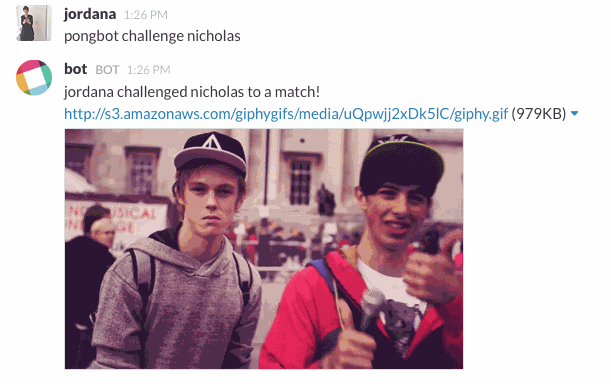 jordana 1:26 PM
pongbot challenge nicholas
bot BOT 1:26 PM
jordana challenged nicholas to a match!
http://s3.amazonaws.com/giphygifs/media/uQpwjj2xDk5lC/giphy.gif (979KB)